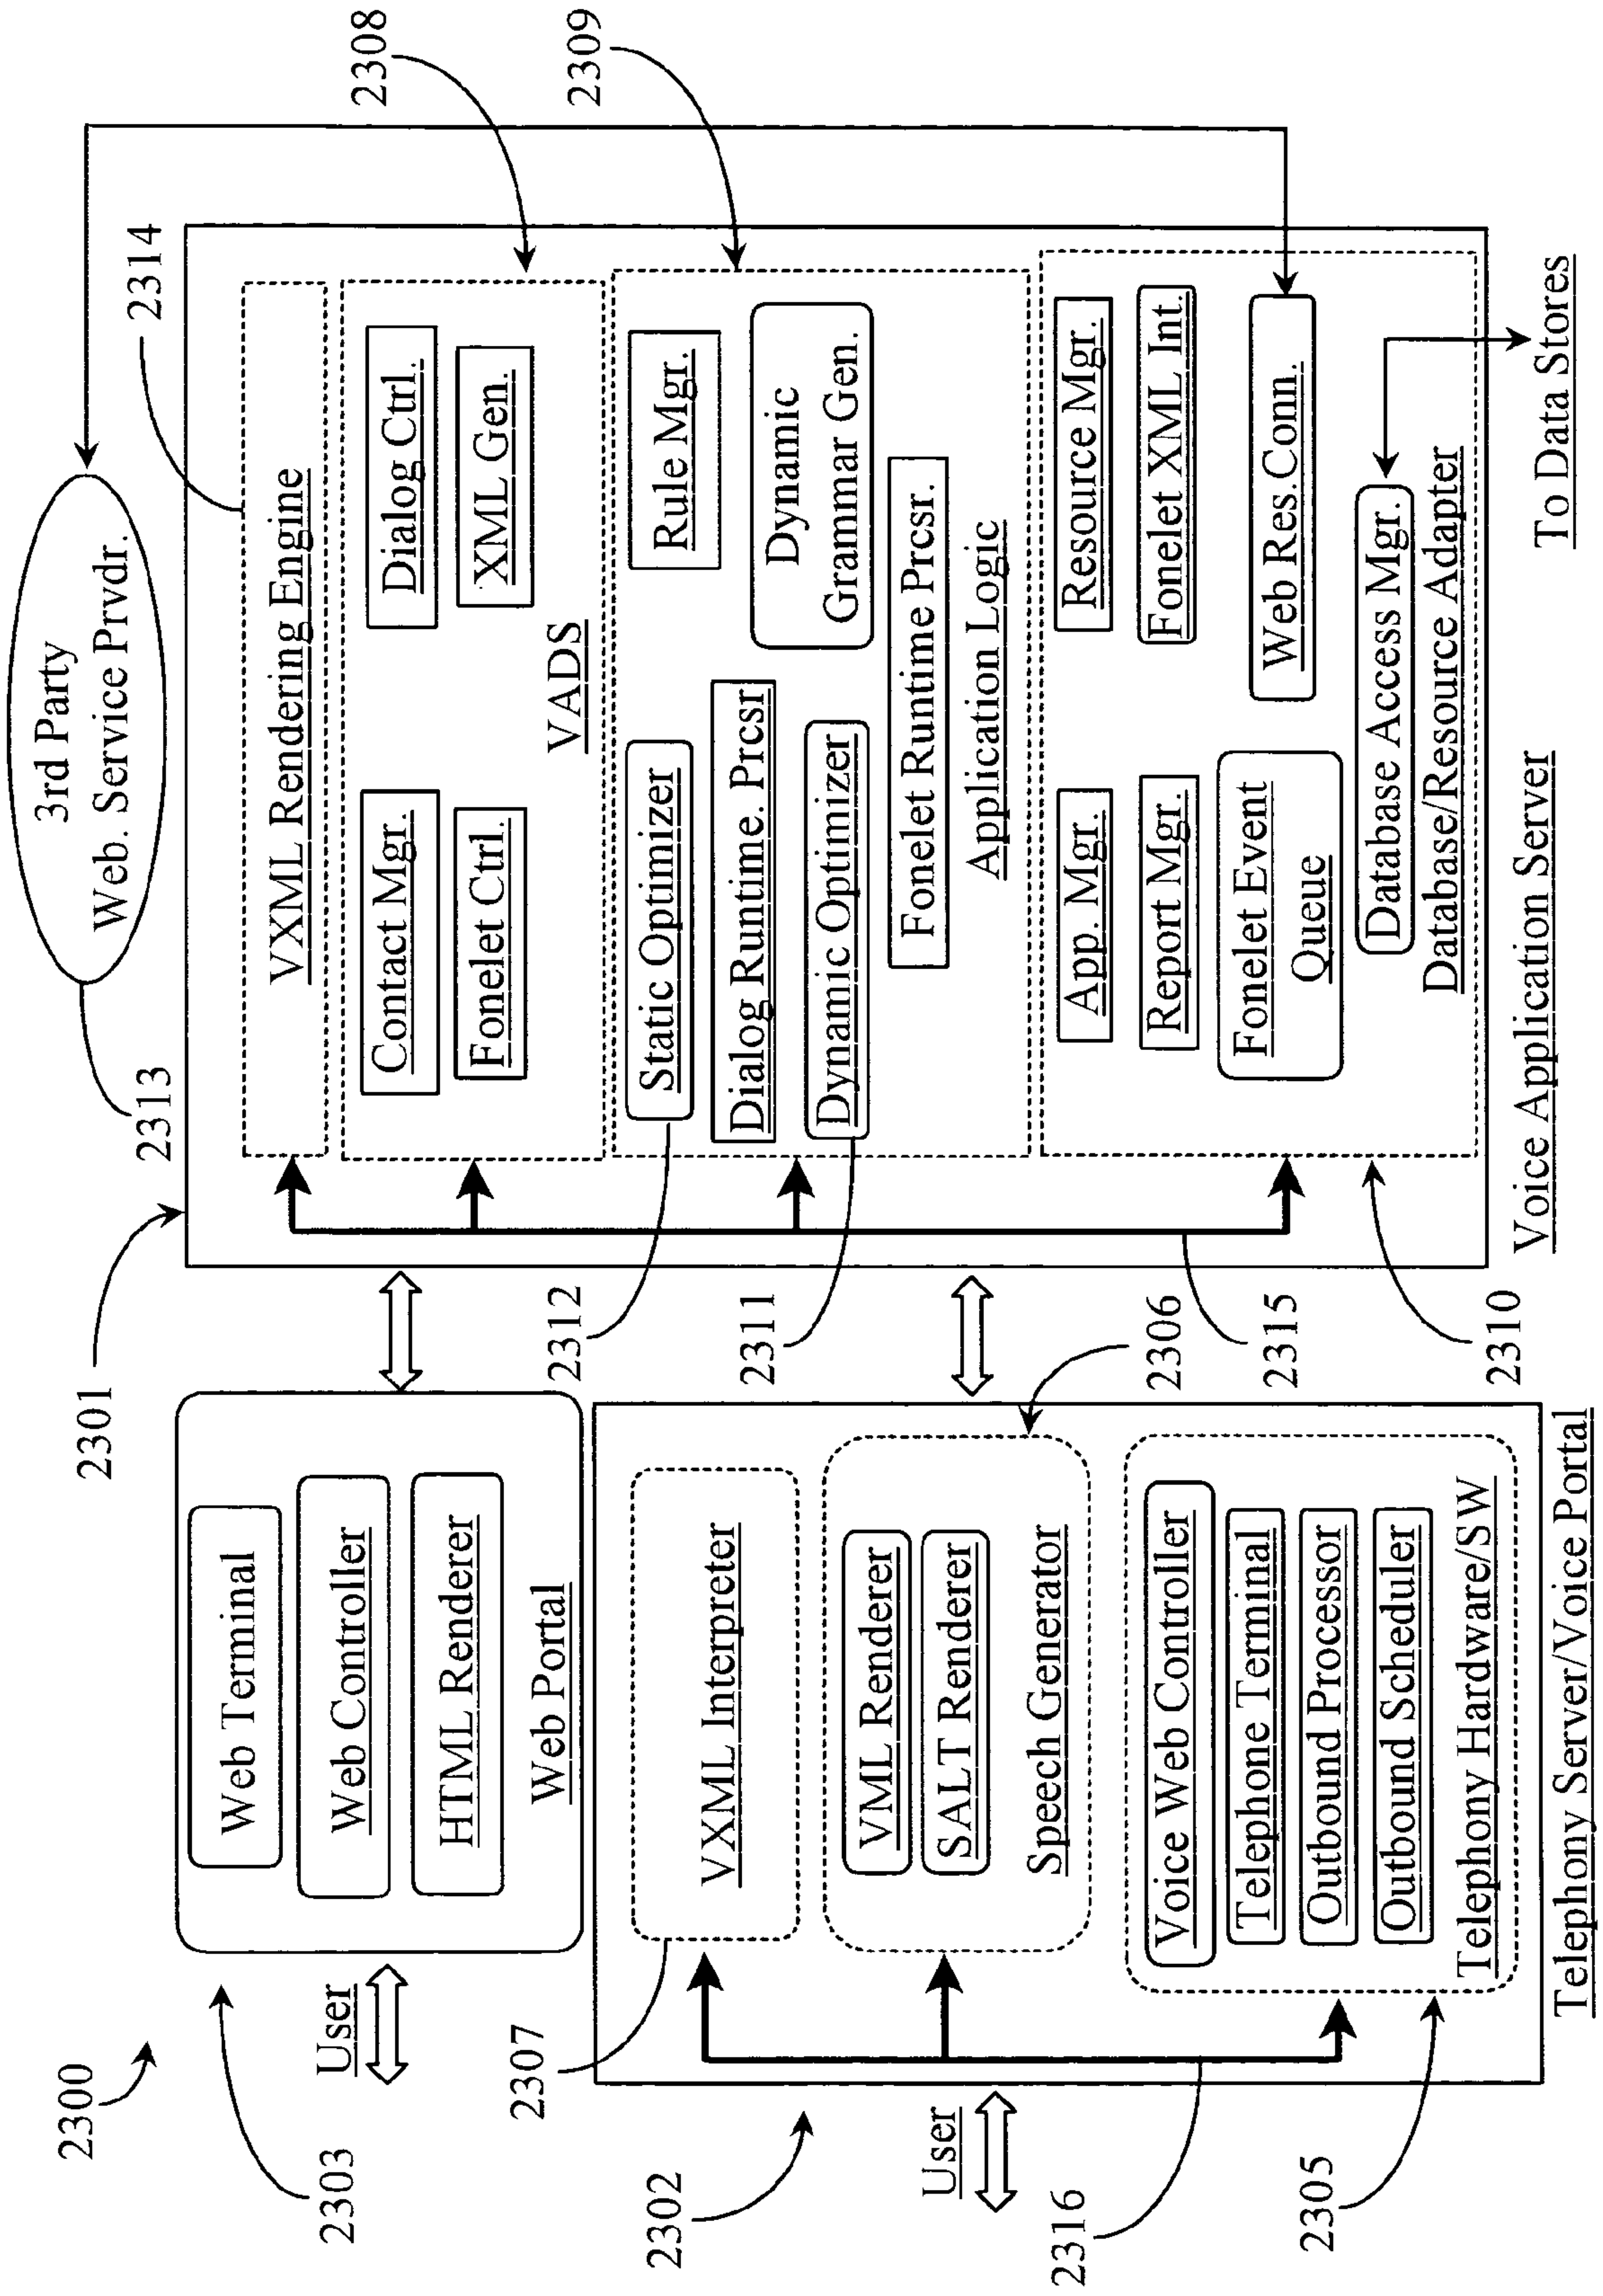 2300
2303
User
Web Terminal
Web Controller
HTML Renderer
Web Portal
2302
User
2307
VXML Interpreter
VML Renderer
SALT Renderer
Speech Generator
2306
Voice Web Controller
Telephone Terminal
Outbound Processor
Outbound Scheduler
Telephony Hardware/SW
2316
2305
Telephony Server/Voice Portal
2301
2313
3rd Party
Web. Service Prvdr.
2314
VXML Rendering Engine
Contact Mgr.
Dialog Ctrl.
Fonelet Ctrl.
XML Gen.
VADS
2308
2312
Static Optimizer
Rule Mgr.
Dialog Runtime. Prcsr
2311
Dynamic Optimizer
Dynamic
Grammar Gen.
Fonelet Runtime Prcsr.
Application Logic
2309
2315
App. Mgr.
Resource Mgr.
Report Mgr.
Fonelet XML Int.
Fonelet Event
Queue
Web Res.Conn.
Database Access Mgr.
Database/Resource Adapter
2310
Voice Application Server
To Data Stores